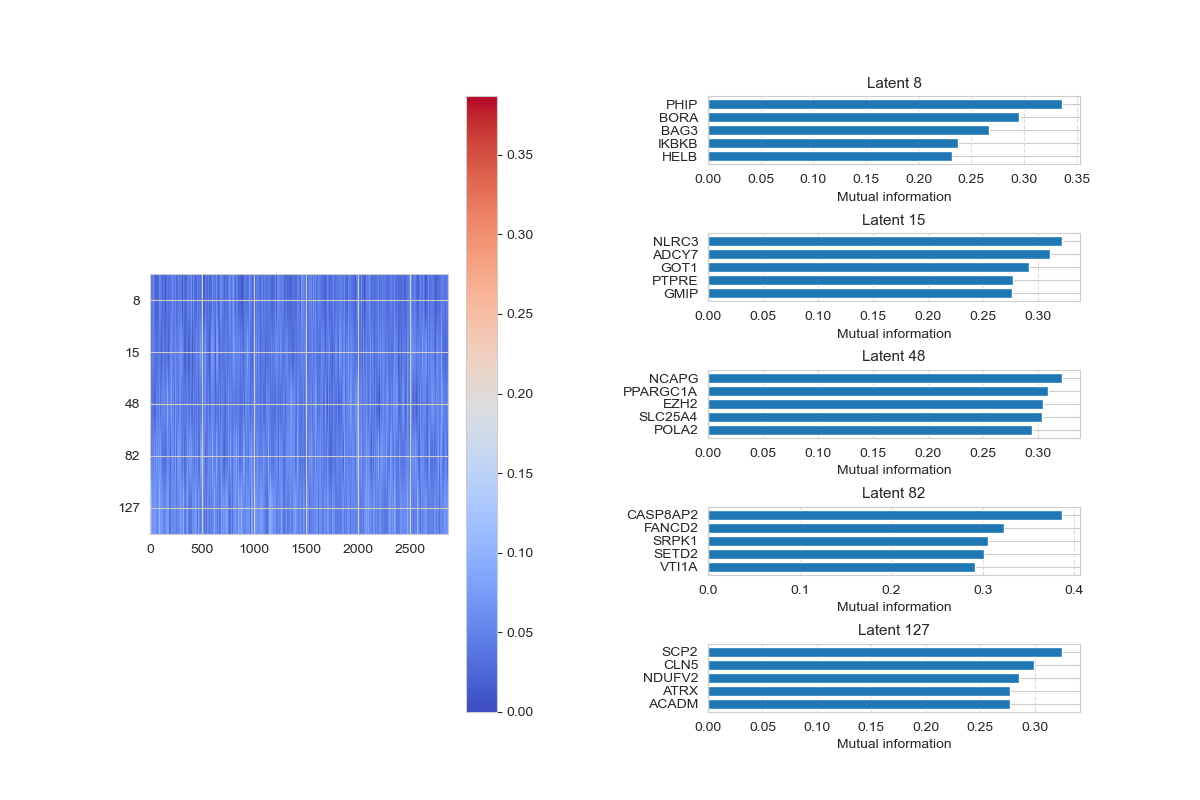 8
15
48
82
127
0 500 1000 1500 2000 2500
0.35
0.30
0.25
0.20
0.15
0.10
0.05
0.00
Latent 8
PHIP
BORA
BAG3
IKBKB
HELB
0.00 0.05 0.10 0.15 0.20 0.25 0.30 0.35
Mutual information
Latent 15
NLRC3
ADCY7
GOT1
PTPRE
GMIP
0.00 0.05 0.10 0.15 0.20 0.25 0.30
Mutual information
Latent 48
NCAPG
PPARGC1A
EZH2
SLC25A4
POLA2
0.00 0.05 0.10 0.15 0.20 0.25 0.30
Mutual information
Latent 82
CASP8AP2
FANCD2
SRPK1
SETD2
VTI1A
0.0 0.1 0.2 0.3 0.4
Mutual information
Latent 127
SCP2
CLN5
NDUFV2
ATRX
ACADM
0.00 0.05 0.10 0.15 0.20 0.25 0.30
Mutual information